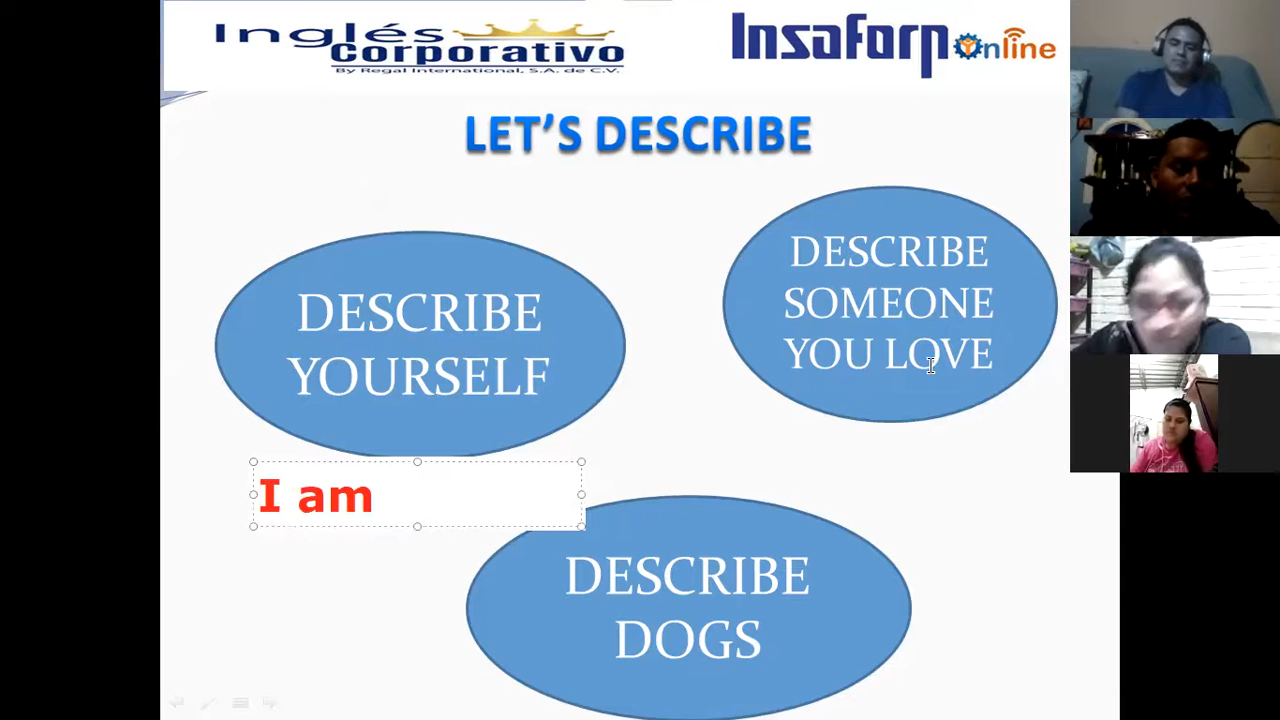 Inglés
Corporativo
By Regal International, S.A. de C.V.
Insaforp Online
LET'S DESCRIBE
DESCRIBE
YOURSELF
DESCRIBE
SOMEONE
YOU LOVE
I am
DESCRIBE
DOGS